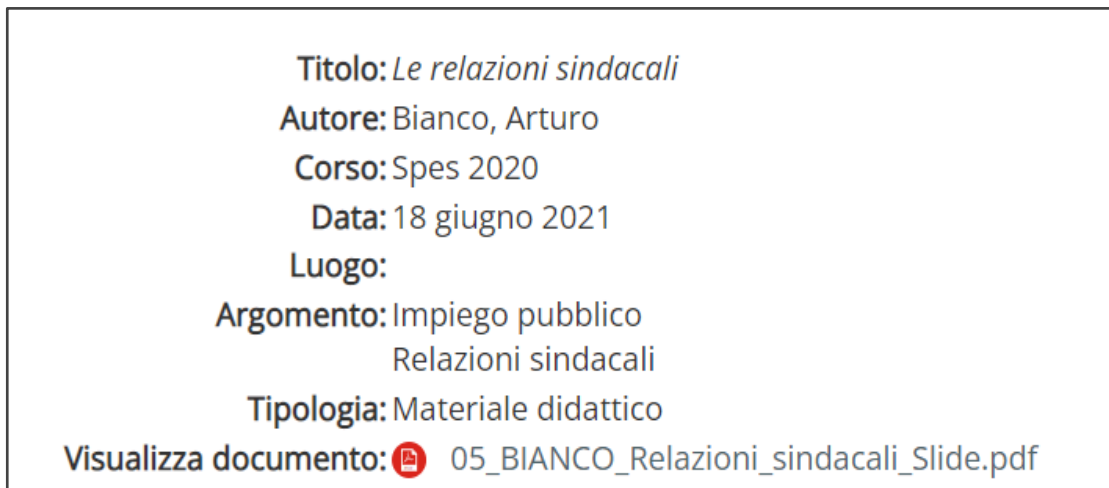 Titolo: Le relazioni sindacali
Autore: Bianco, Arturo
Corso: Spes 2020
Data: 18 giugno 2021
Luogo:
Argomento: Impiego pubblico
Relazioni sindacali
Tipologia: Materiale didattico
Visualizza documento: 05_BIANCO_Relazioni_sindacali_Slide.pdf